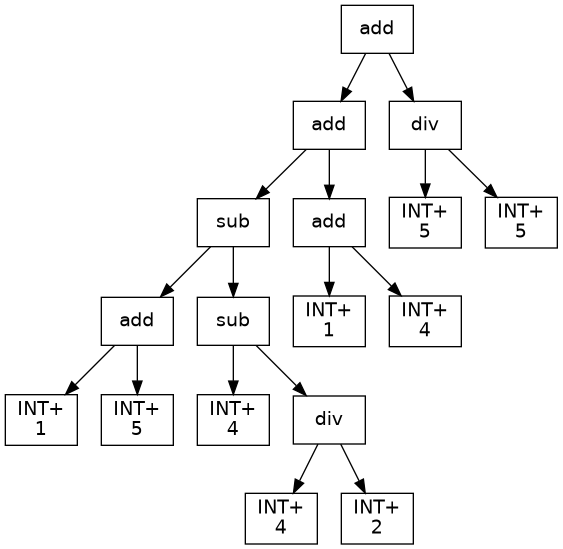 add
add
div
sub
add
INT+
5
INT+
5
add
sub
INT+
1
INT+
4
INT+
1
INT+
5
INT+
4
div
INT+
4
INT+
2